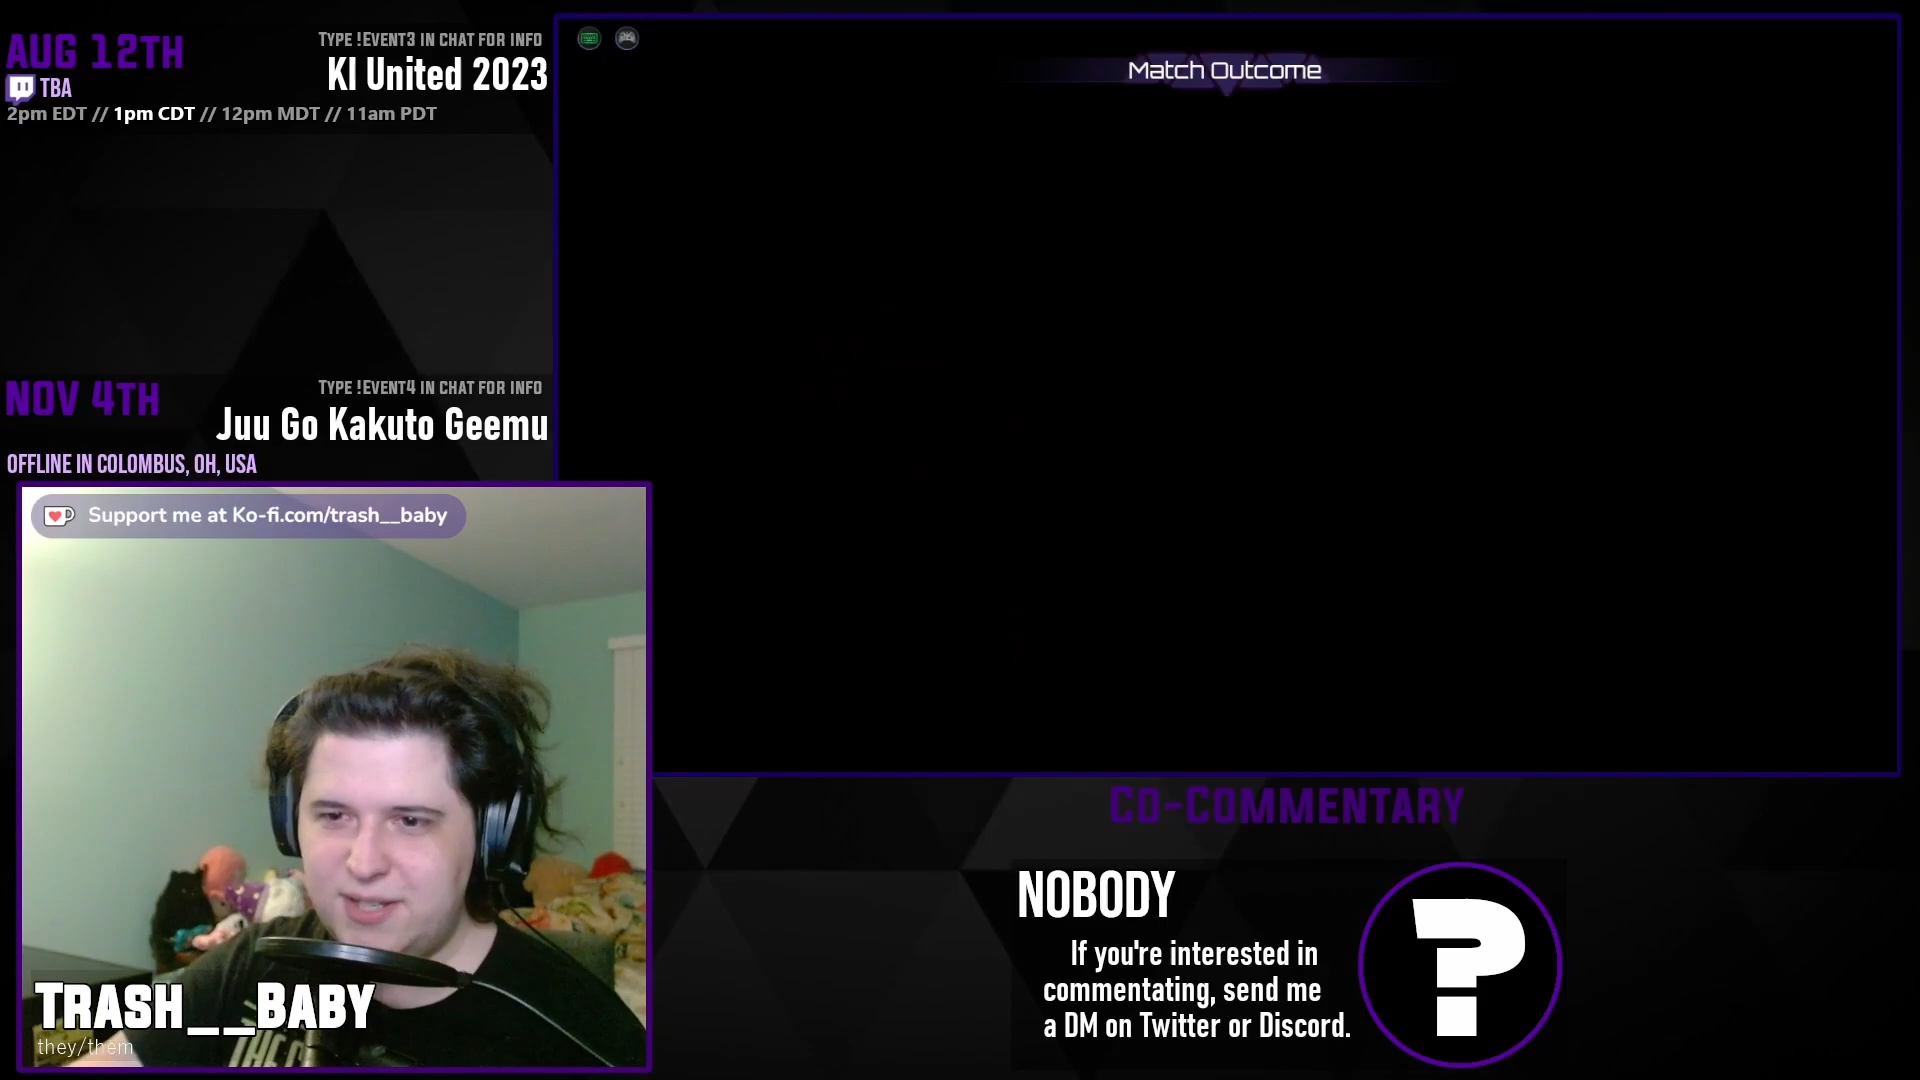 AUG 12TH
TYPE !EVENT3 IN CHAT FOR INFO
KI United 2023
TBA
2pm EDT // 1pm CDT // 12pm MDT // 11am PDT
Match Outcome
NOV 4TH
TYPE !EVENT4 IN CHAT FOR INFO
Juu Go Kakuto Geemu
OFFLINE IN COLOMBUS, OH, USA
Support me at Ko-fi.com/trash__baby
TRASH__BABY
they/them
CO-COMMENTARY
NOBODY
If you're interested in
commentating, send me
a DM on Twitter or Discord.
?